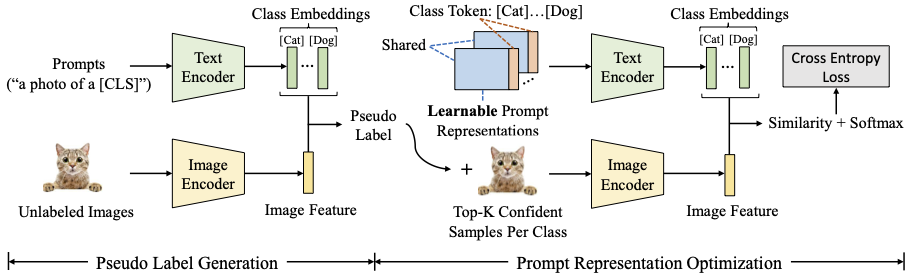 Class Embeddings
[Cat] [Dog]
...
Prompts
("a photo of a [CLS]")
Text
Encoder
Pseudo
Label
Unlabeled Images
Image
Encoder
Image Feature
Class Token: [Cat]...[Dog]
Shared
...
Learnable Prompt
Representations
Text
Encoder
Class Embeddings
[Cat] [Dog]
...
Cross Entropy
Loss
Similarity + Softmax
+
Top-K Confident
Samples Per Class
Image
Encoder
Image Feature
Pseudo Label Generation
Prompt Representation Optimization